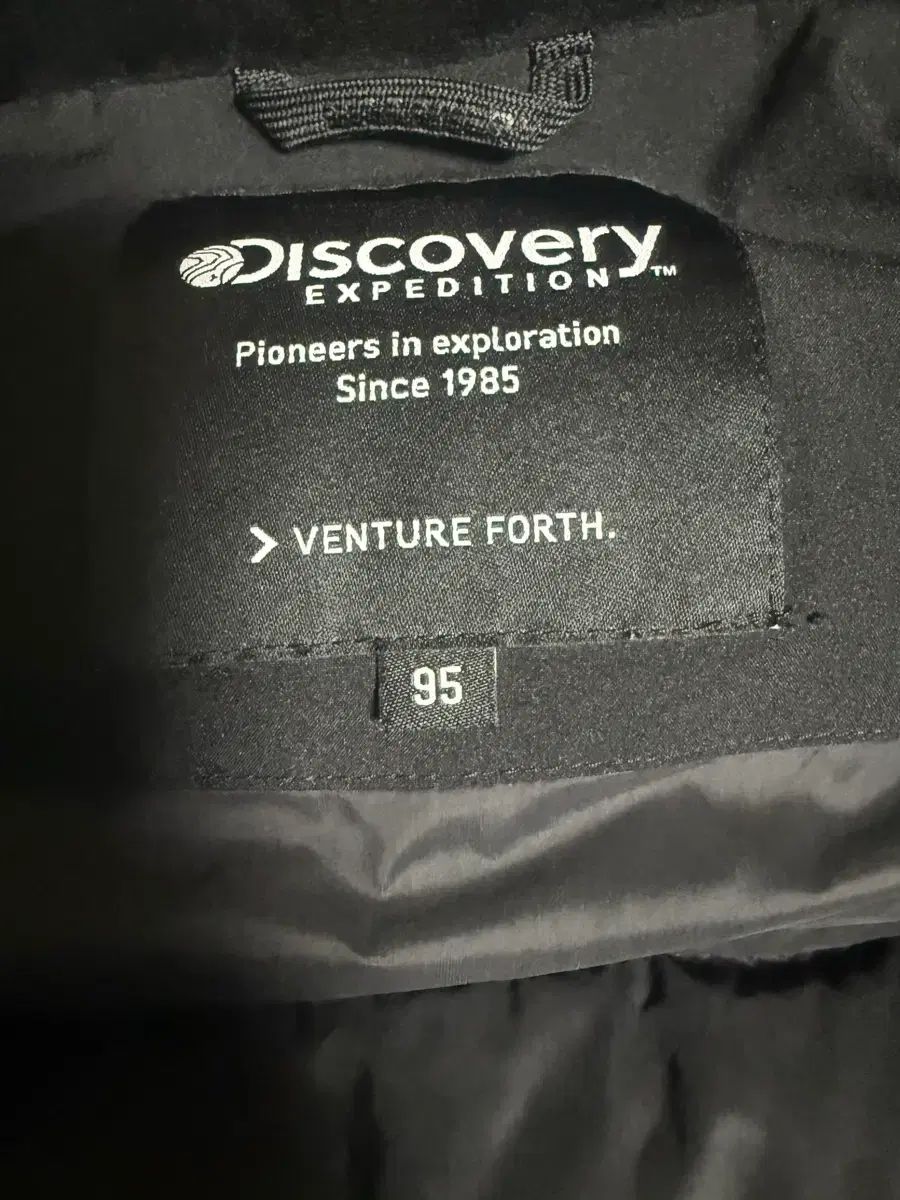 DISCOVERY
EXPEDITION™
Pioneers in exploration
Since 1985
VENTURE FORTH.
95